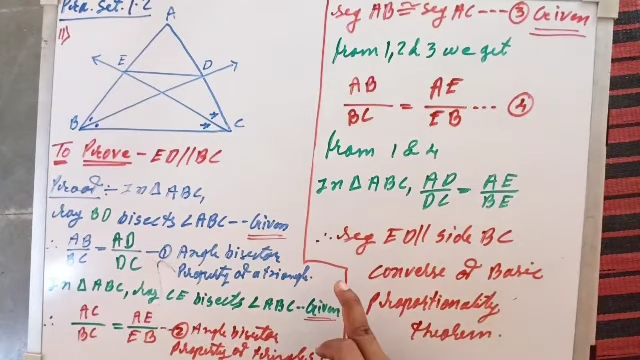 Pra. Set. 1.2
11)
A
E
D
B
C
To Prove - ED // BC
Proof ÷ In △ ABC,
ray BD bisects ∠ABC -- Given
∴ AB/BC = AD/DC — ① Angle bisector
Property of a triangle.
In △ABC, ray CE bisects ∠ABC -- Given
∴ AC/BC = AE/EB -- ② Angle bisector
Property of triangles
seg AB ≅ seg AC ---- ③ Given
from 1, 2 & 3 we get
AB/BC = AE/EB --- ④
from 1 & 4
In △ABC, AD/DC = AE/BE
∴ seg ED // side BC
converse of Basic
Proportionality
theorem.